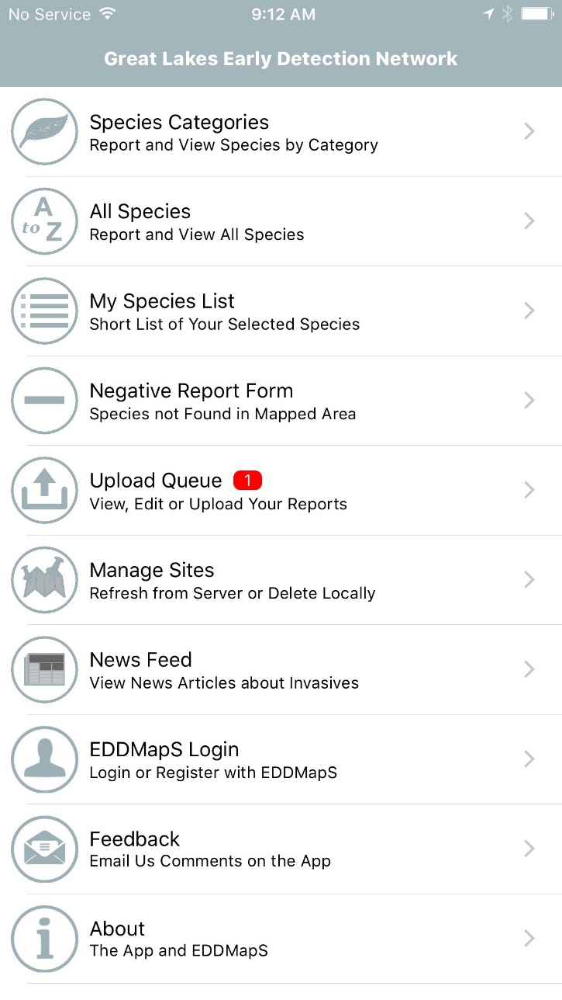 No Service 9:12 AM
Great Lakes Early Detection Network
Species Categories
Report and View Species by Category
A to Z
All Species
Report and View All Species
My Species List
Short List of Your Selected Species
Negative Report Form
Species not Found in Mapped Area
Upload Queue 1
View, Edit or Upload Your Reports
Manage Sites
Refresh from Server or Delete Locally
News Feed
View News Articles about Invasives
EDDMapS Login
Login or Register with EDDMapS
Feedback
Email Us Comments on the App
i
About
The App and EDDMapS